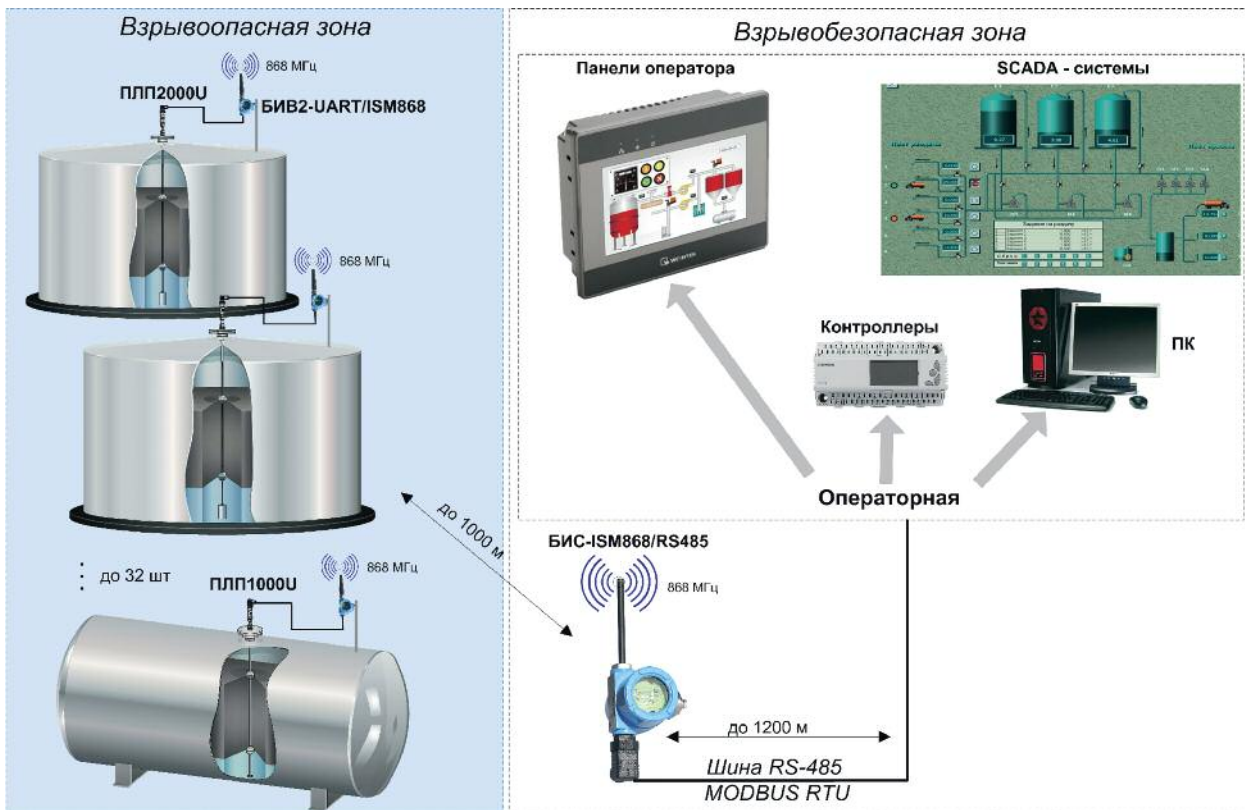 Взрывоопасная зона
868 МГц
ПЛП2000U
БИВ2-UART/ISM868
868 МГц
до 1000 м
до 32 шт
ПЛП1000U
868 МГц
Взрывобезопасная зона
Панели оператора
SCADA - системы
Контроллеры
ПК
Операторная
БИС-ISM868/RS485
868 МГц
до 1200 м
Шина RS-485
MODBUS RTU